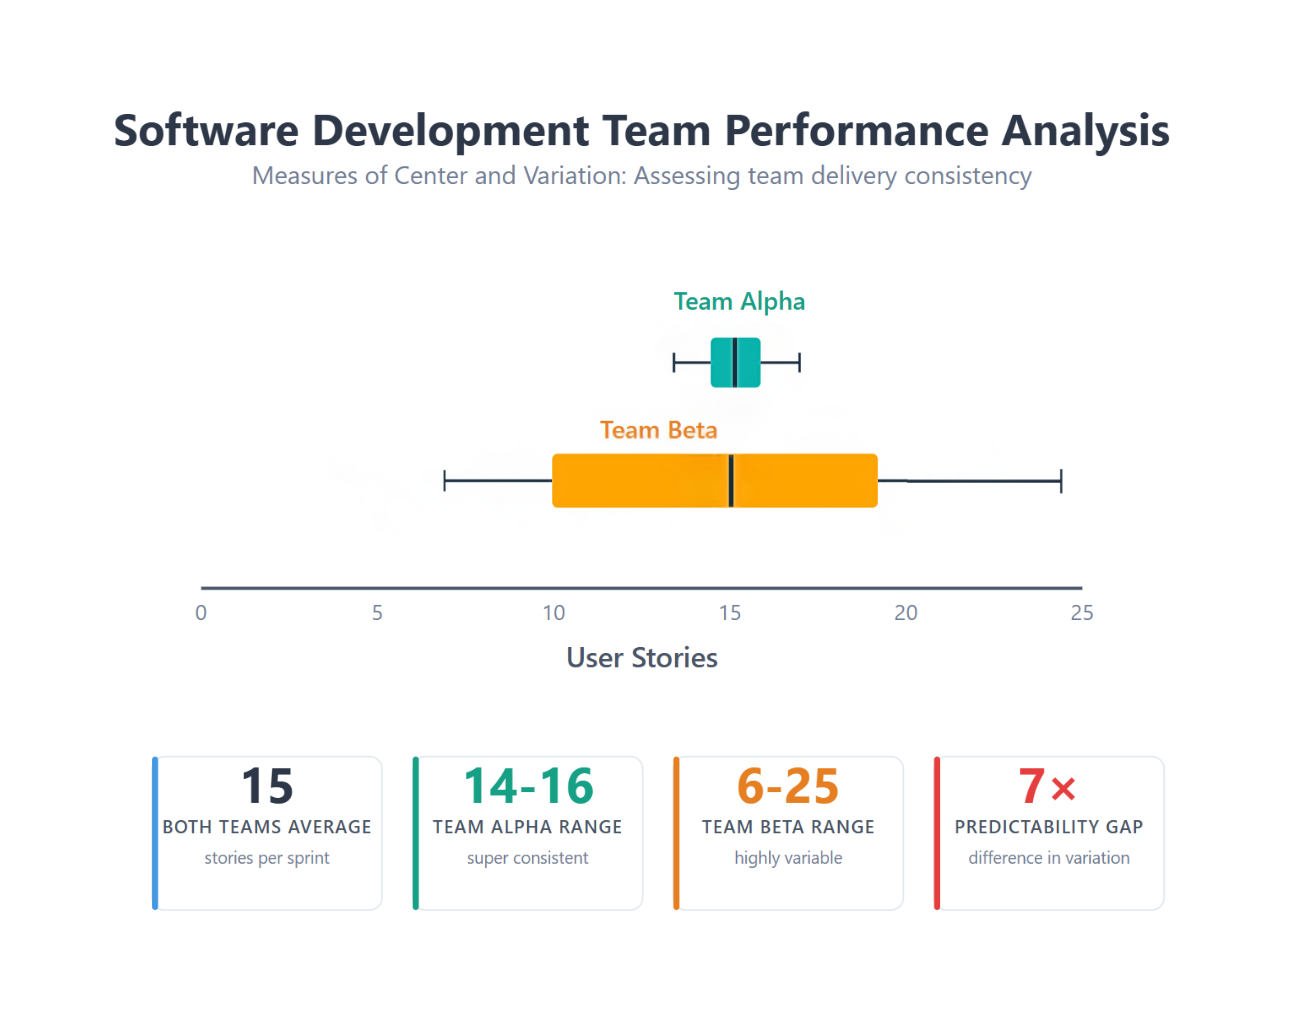 Software Development Team Performance Analysis
Measures of Center and Variation: Assessing team delivery consistency
Team Alpha
Team Beta
0 5 10 15 20 25
User Stories
15
BOTH TEAMS AVERAGE
stories per sprint
14-16
TEAM ALPHA RANGE
super consistent
6-25
TEAM BETA RANGE
highly variable
7×
PREDICTABILITY GAP
difference in variation